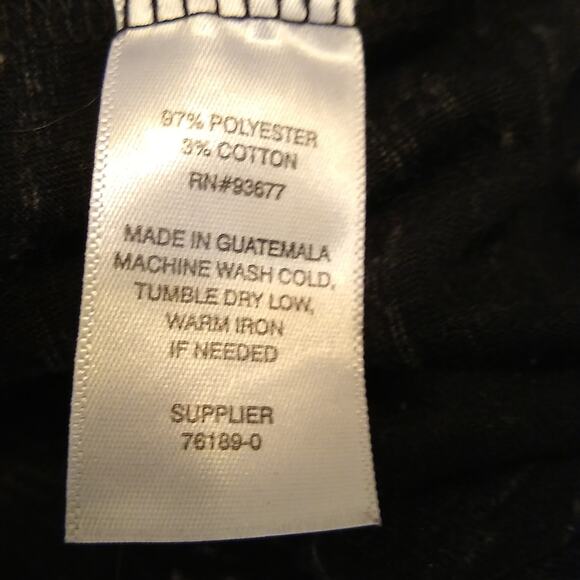 97% POLYESTER
3% COTTON
RN#93677
MADE IN GUATEMALA
MACHINE WASH COLD,
TUMBLE DRY LOW,
WARM IRON
IF NEEDED
SUPPLIER
76189-0